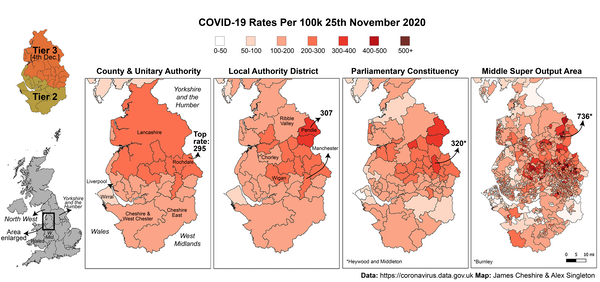 COVID-19 Rates Per 100k 25th November 2020
0-50
50-100
100-200
200-300
300-400
400-500
500+
Tier 3
[4th Dec.]
Tier 2
County & Unitary Authority
Local Authority District
Parliamentary Constituency
Middle Super Output Area
Yorkshire
and the
Humber
Lancashire
Top
rate:
295
Rochdale
Liverpool
Wirral
Cheshire &
West Chester
Cheshire
East
Wales
West
Midlands
307
Ribble
Valley
Pendle
Manchester
Chorley
Wigan
320*
*Heywood and Middleton
736*
*Burnley
0 5 10 mi
Yorkshire
and the
Humber
North West
Area
enlarged
Wales
W.
Mid.
Data: https://coronavirus.data.gov.uk Map: James Cheshire & Alex Singleton